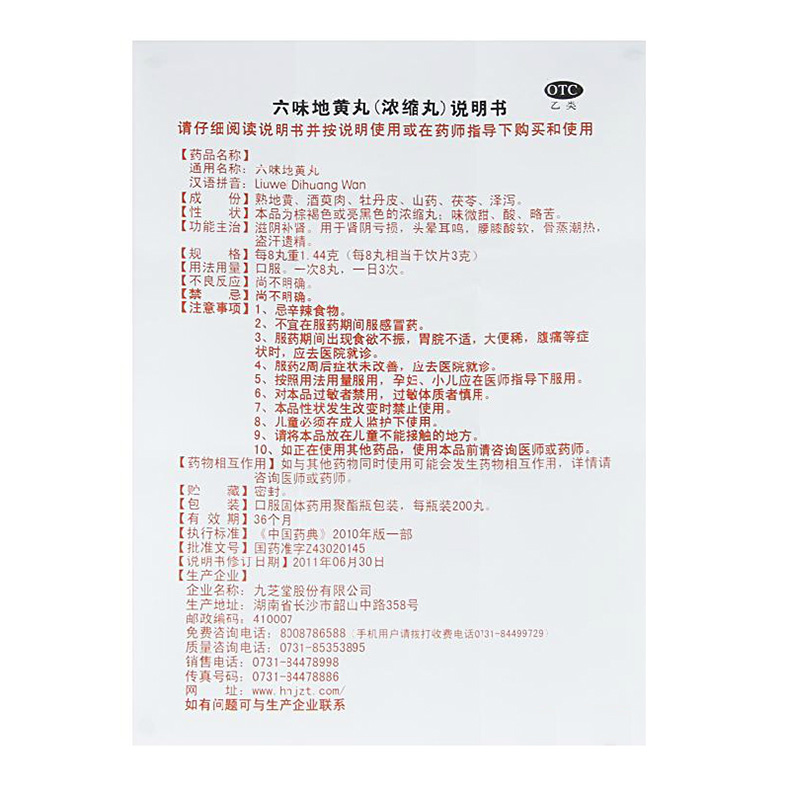 OTC
乙类
六味地黄丸(浓缩丸)说明书
请仔细阅读说明书并按说明使用或在药师指导下购买和使用
【药品名称】
通用名称：六味地黄丸
汉语拼音：Liuwei Dihuang Wan
【成　份】熟地黄、酒萸肉、牡丹皮、山药、茯苓、泽泻。
【性　状】本品为棕褐色或亮黑色的浓缩丸；味微甜、酸、略苦。
【功能主治】滋阴补肾。用于肾阴亏损，头晕耳鸣，腰膝酸软，骨蒸潮热，
盗汗遗精。
【规　格】每8丸重1.44克（每8丸相当于饮片3克）
【用法用量】口服。一次8丸，一日3次。
【不良反应】尚不明确。
【禁　忌】尚不明确。
【注意事项】1、忌辛辣食物。
2、不宜在服药期间服感冒药。
3、服药期间出现食欲不振，胃脘不适，大便稀，腹痛等症
状时，应去医院就诊。
4、服药2周后症状未改善，应去医院就诊。
5、按照用法用量服用，孕妇、小儿应在医师指导下服用。
6、对本品过敏者禁用，过敏体质者慎用。
7、本品性状发生改变时禁止使用。
8、儿童必须在成人监护下使用。
9、请将本品放在儿童不能接触的地方。
10、如正在使用其他药品，使用本品前请咨询医师或药师。
【药物相互作用】如与其他药物同时使用可能会发生药物相互作用，详情请
咨询医师或药师。
【贮　藏】密封。
【包　装】口服固体药用聚酯瓶包装，每瓶装200丸。
【有 效 期】36个月
【执行标准】《中国药典》2010年版一部
【批准文号】国药准字Z43020145
【说明书修订日期】2011年06月30日
【生产企业】
企业名称：九芝堂股份有限公司
生产地址：湖南省长沙市韶山中路358号
邮政编码：410007
免费咨询电话：8008786588（手机用户请拨打收费电话0731-84499729）
质量咨询电话：0731-85353895
销售电话：0731-84478998
传真号码：0731-84478886
网　址：www.hnjzt.com/
如有问题可与生产企业联系